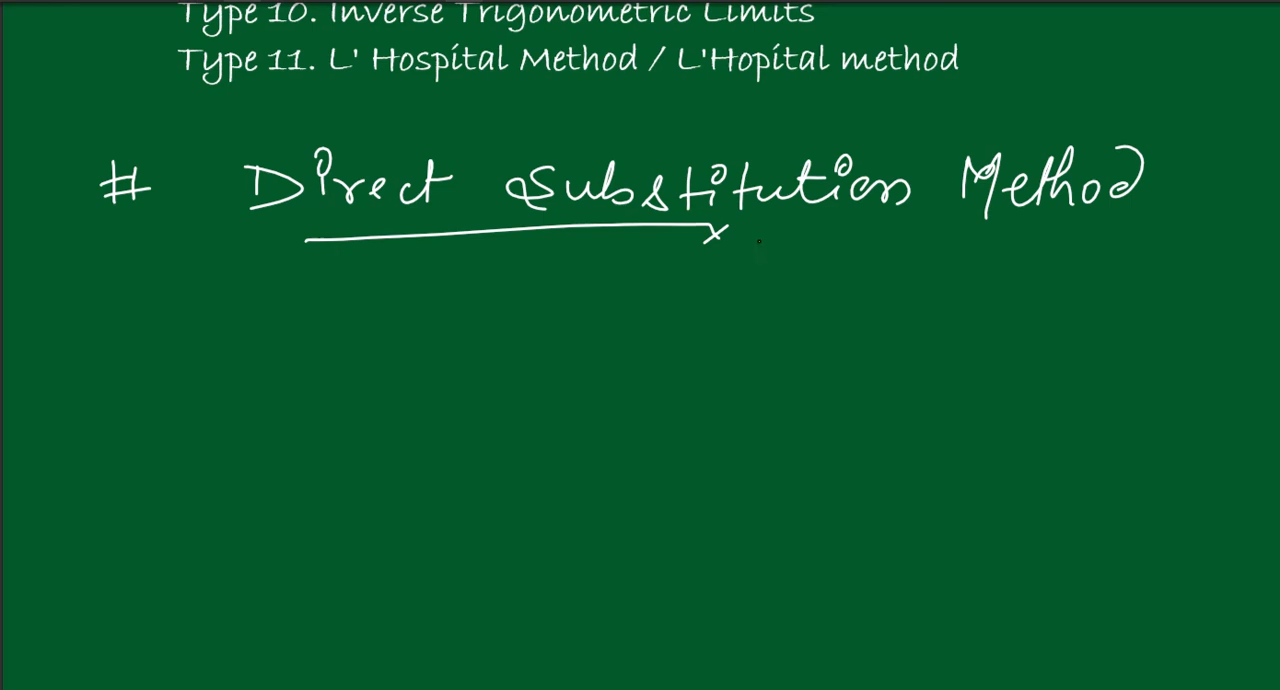 Type 10. Inverse Trigonometric Limits
Type 11. L' Hospital Method / L'Hopital method
# Direct Substitution Method